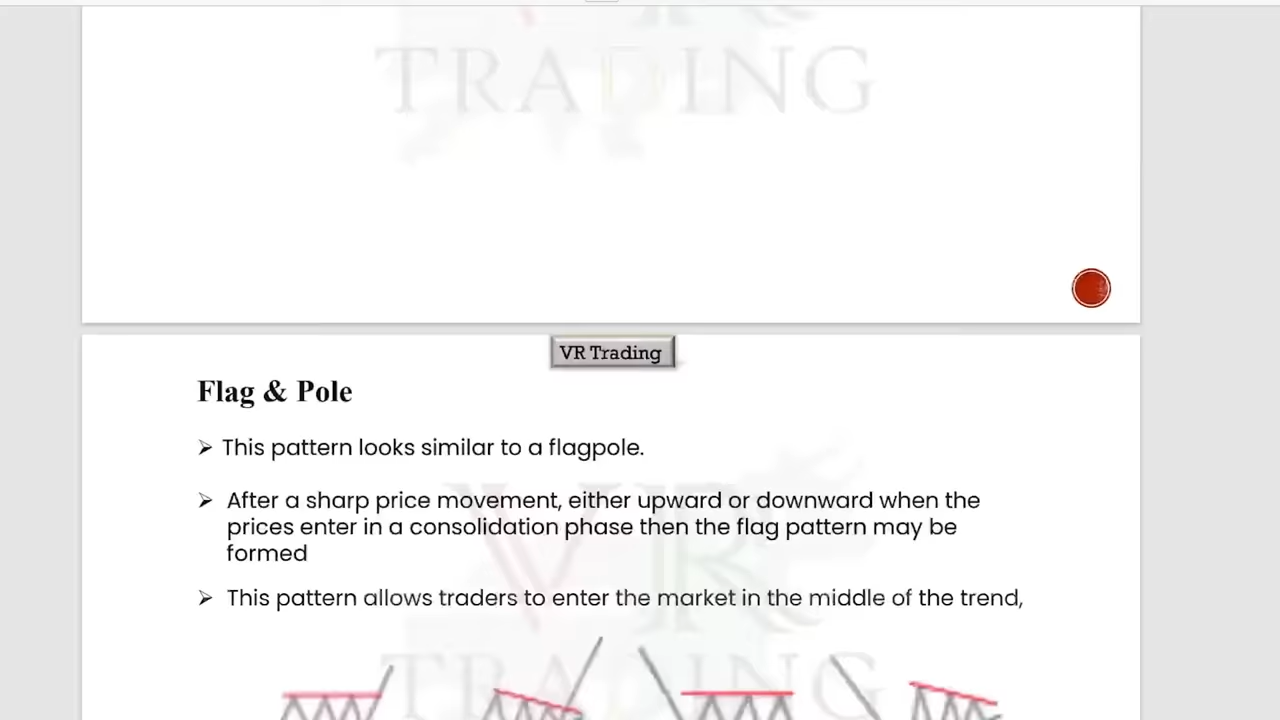 TRADING
VR Trading
Flag & Pole
➢ This pattern looks similar to a flagpole.
➢ After a sharp price movement, either upward or downward when the
prices enter in a consolidation phase then the flag pattern may be
formed
➢ This pattern allows traders to enter the market in the middle of the trend,
VR
TRADING